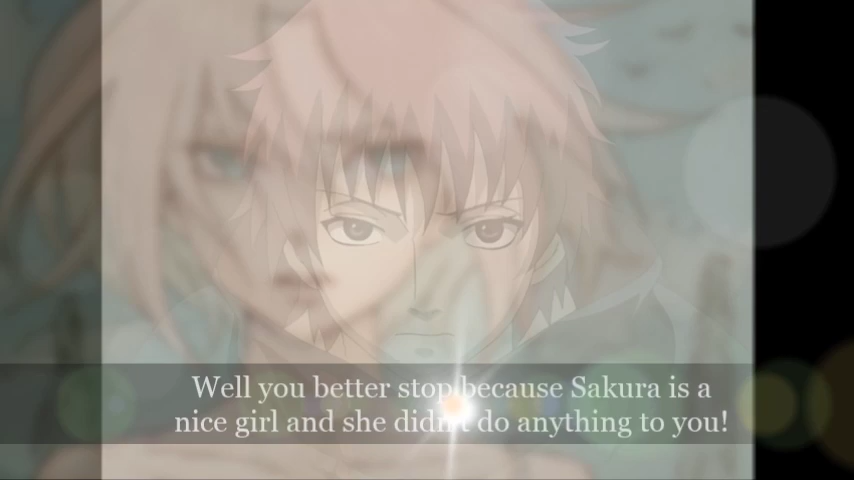 Well you better stop because Sakura is a
nice girl and she didn't do anything to you!